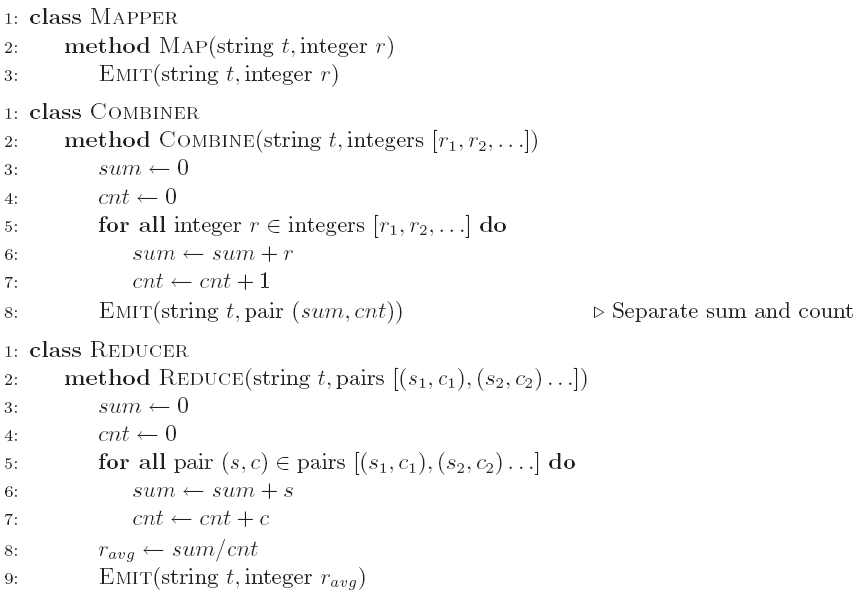 1: class Mapper
2: method Map(string t, integer r)
3: Emit(string t, integer r)
1: class Combiner
2: method Combine(string t, integers [r₁, r₂, . . .])
3: sum ← 0
4: cnt ← 0
5: for all integer r ∈ integers [r₁, r₂, . . .] do
6: sum ← sum + r
7: cnt ← cnt + 1
8: Emit(string t, pair (sum, cnt)) ▷ Separate sum and count
1: class Reducer
2: method Reduce(string t, pairs [(s₁, c₁), (s₂, c₂) . . .])
3: sum ← 0
4: cnt ← 0
5: for all pair (s, c) ∈ pairs [(s₁, c₁), (s₂, c₂) . . .] do
6: sum ← sum + s
7: cnt ← cnt + c
8: r_avg ← sum/cnt
9: Emit(string t, integer r_avg)